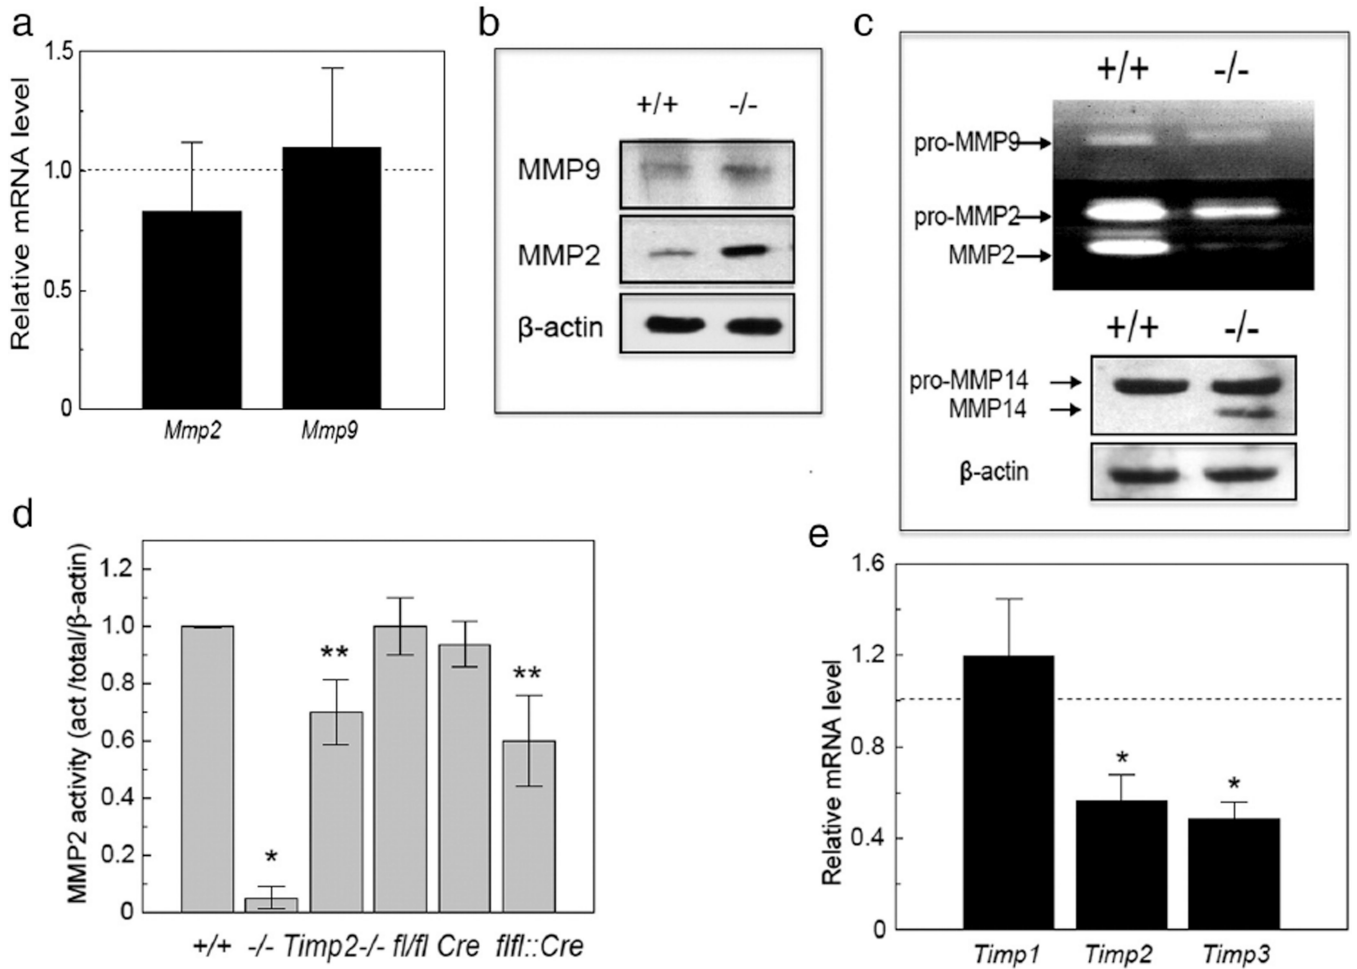 a
Relative mRNA level
1.5
1.0
0.5
0
Mmp2 Mmp9
b
+/+ -/-
MMP9
MMP2
β-actin
c
+/+ -/-
pro-MMP9
pro-MMP2
MMP2
+/+ -/-
pro-MMP14
MMP14
β-actin
d
MMP2 activity (act /total/β-actin)
1.2
1.0
0.8
0.6
0.4
0.2
0
*
**
**
+/+ -/- Timp2-/- fl/fl Cre flfl::Cre
e
Relative mRNA level
1.6
1.2
0.8
0.4
0
*
*
Timp1 Timp2 Timp3